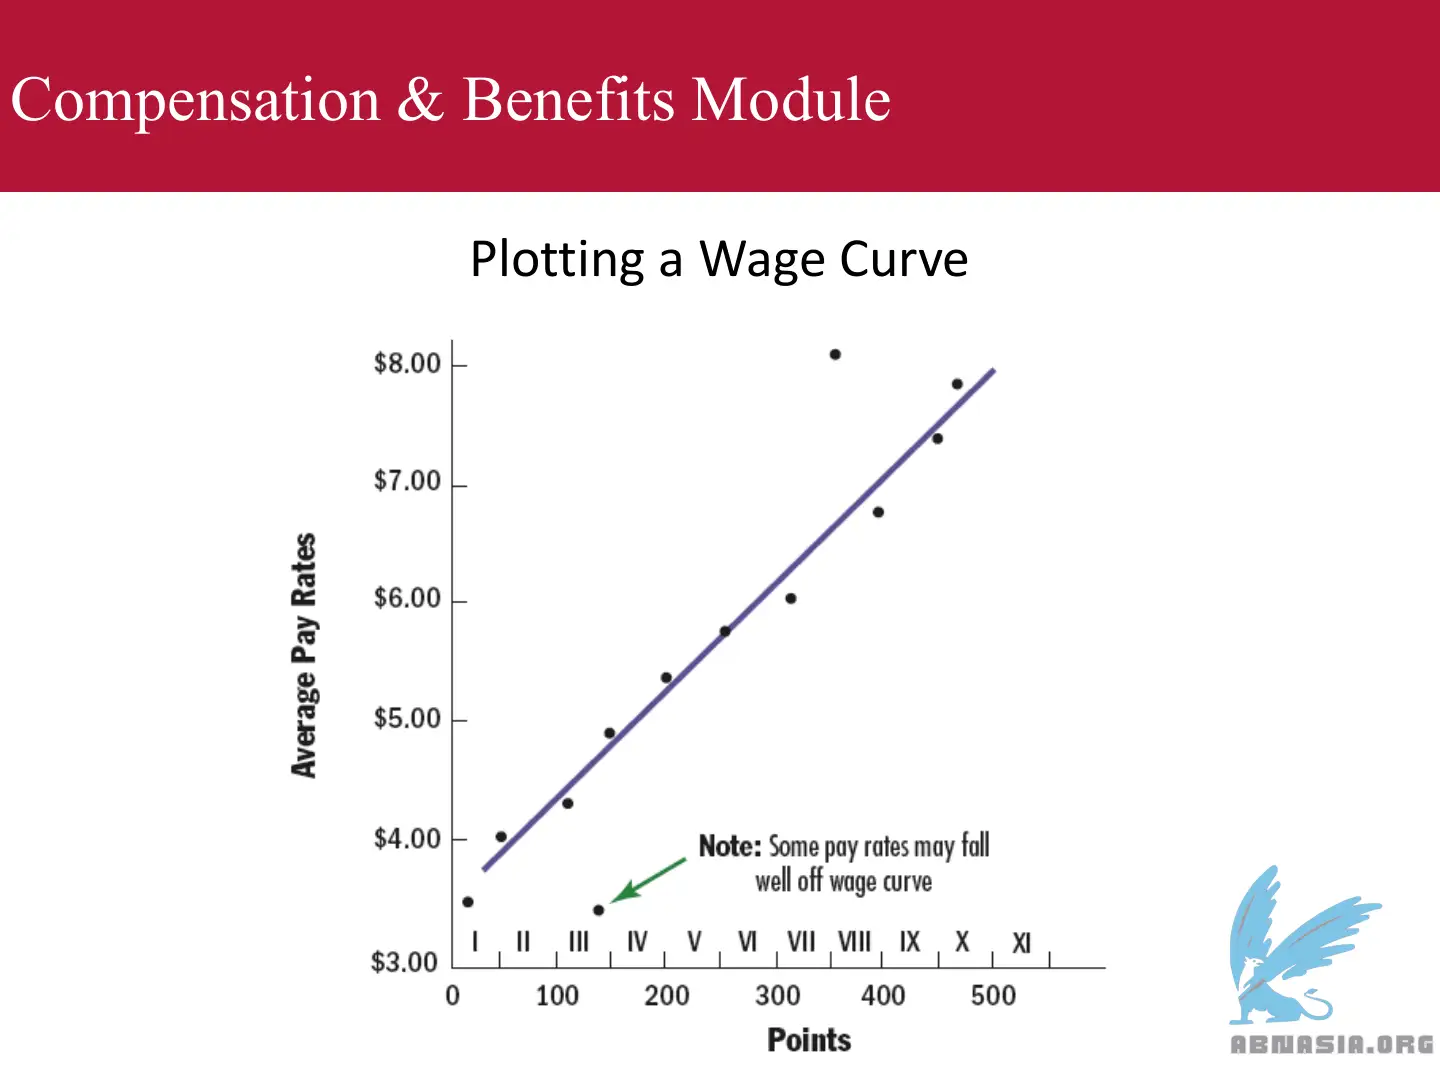 Compensation & Benefits Module
Plotting a Wage Curve
$8.00
$7.00
$6.00
$5.00
$4.00
$3.00
Average Pay Rates
Note: Some pay rates may fall
well off wage curve
I II III IV V VI VII VIII IX X XI
0 100 200 300 400 500
Points
ABNASIA.ORG